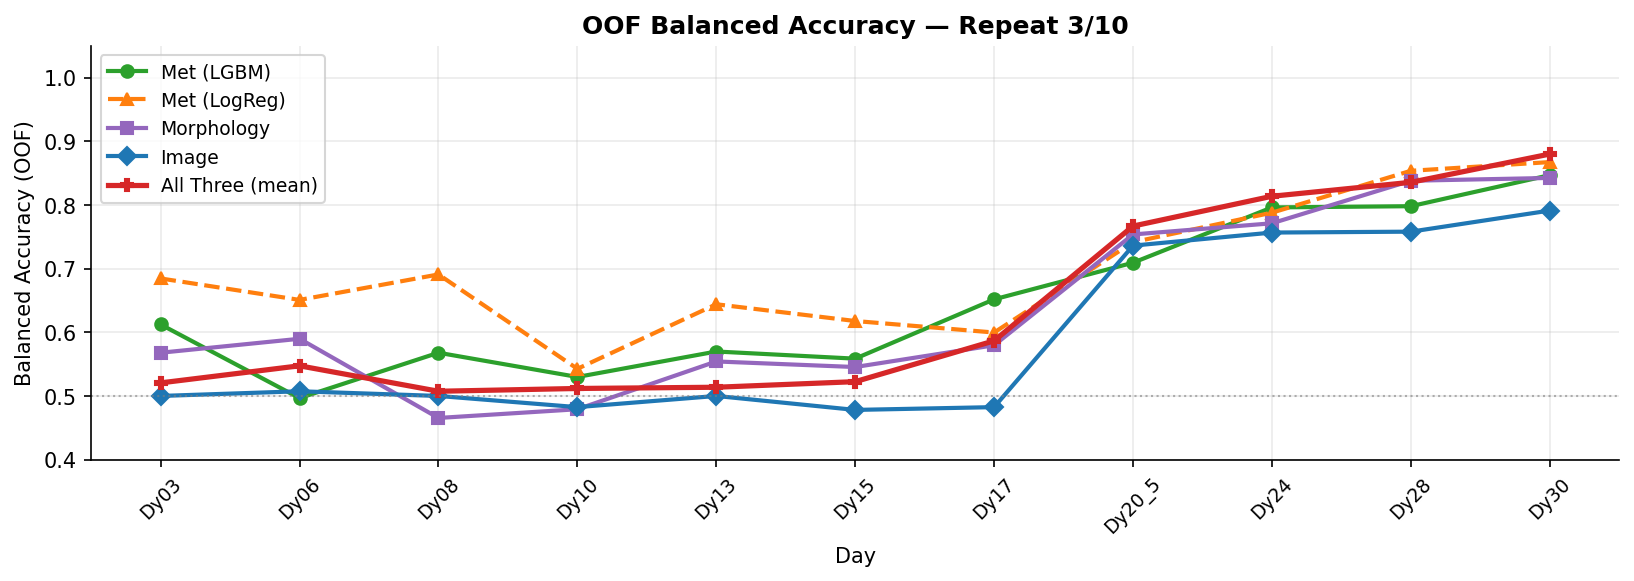 OOF Balanced Accuracy — Repeat 3/10
Met (LGBM)
Met (LogReg)
Morphology
Image
All Three (mean)
Balanced Accuracy (OOF)
1.0
0.9
0.8
0.7
0.6
0.5
0.4
Dy03
Dy06
Dy08
Dy10
Dy13
Dy15
Dy17
Dy20_5
Dy24
Dy28
Dy30
Day